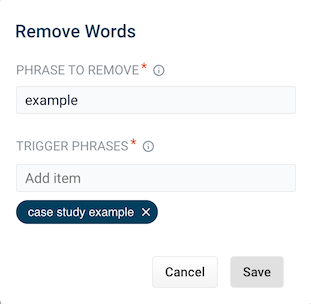 Remove Words
PHRASE TO REMOVE*
example
TRIGGER PHRASES*
Add item
case study example ×
Cancel Save